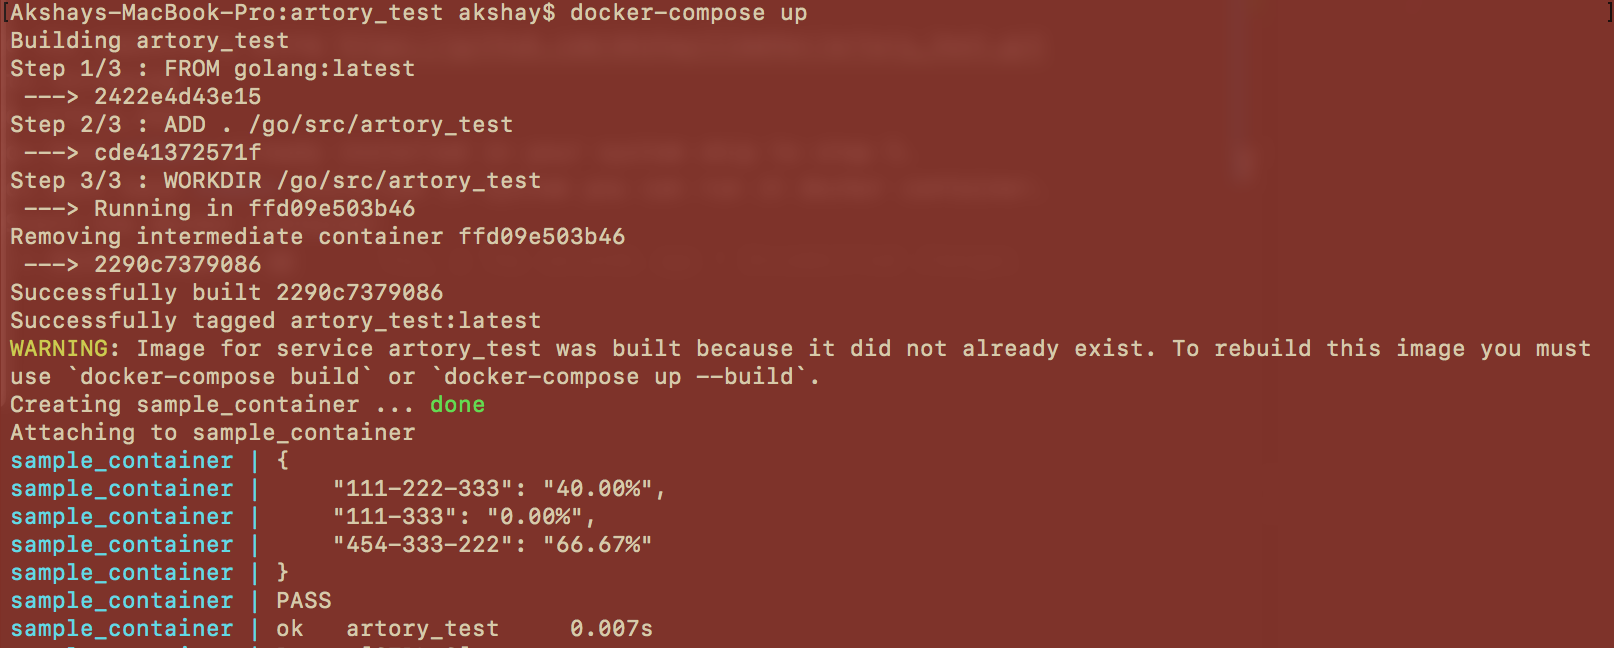 [Akshays-MacBook-Pro:artory_test akshay$ docker-compose up ]
Building artory_test
Step 1/3 : FROM golang:latest
 ---> 2422e4d43e15
Step 2/3 : ADD . /go/src/artory_test
 ---> cde41372571f
Step 3/3 : WORKDIR /go/src/artory_test
 ---> Running in ffd09e503b46
Removing intermediate container ffd09e503b46
 ---> 2290c7379086
Successfully built 2290c7379086
Successfully tagged artory_test:latest
WARNING: Image for service artory_test was built because it did not already exist. To rebuild this image you must
use `docker-compose build` or `docker-compose up --build`.
Creating sample_container ... done
Attaching to sample_container
sample_container | {
sample_container |     "111-222-333": "40.00%",
sample_container |     "111-333": "0.00%",
sample_container |     "454-333-222": "66.67%"
sample_container | }
sample_container | PASS
sample_container | ok   artory_test     0.007s